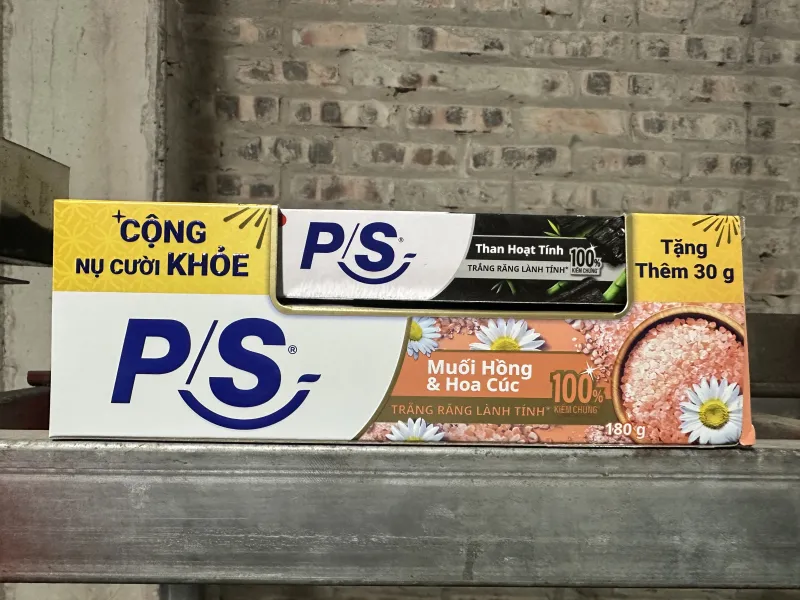 CỘNG
NỤ CƯỜI KHỎE
P/S®
Than Hoạt Tính
TRẮNG RĂNG LÀNH TÍNH*
100%
KIỂM CHỨNG*
Tặng
Thêm 30 g
P/S®
Muối Hồng
& Hoa Cúc
TRẮNG RĂNG LÀNH TÍNH*
100%
KIỂM CHỨNG*
180 g